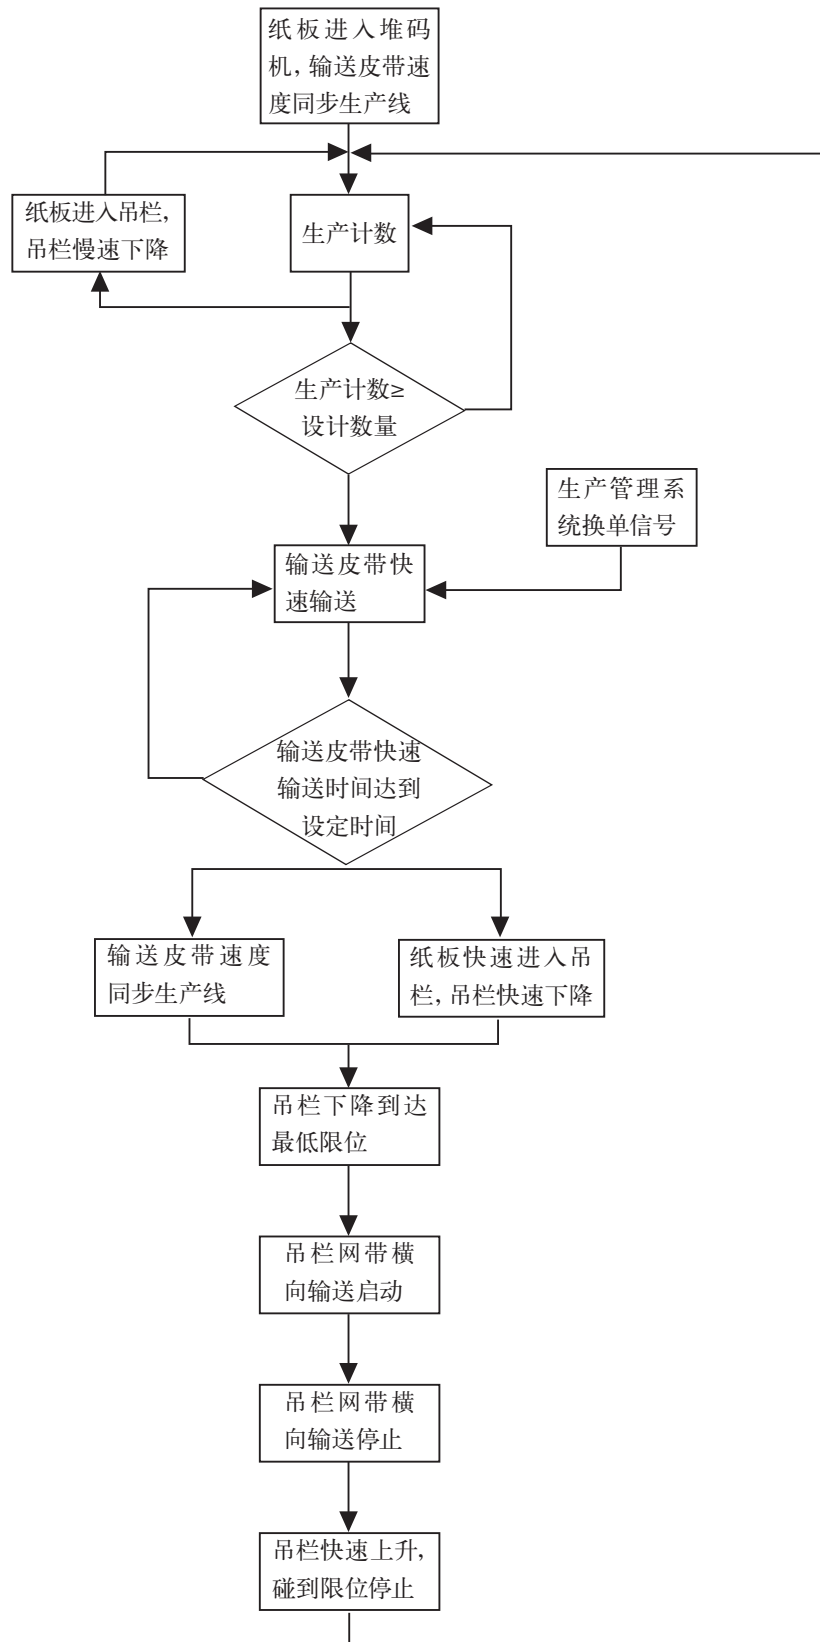 纸板进入堆码
机,输送皮带速
度同步生产线
纸板进入吊栏,
吊栏慢速下降
生产计数
生产计数≥
设计数量
生产管理系
统换单信号
输送皮带快
速输送
输送皮带快速
输送时间达到
设定时间
输送皮带速度
同步生产线
纸板快速进入吊
栏,吊栏快速下降
吊栏下降到达
最低限位
吊栏网带横
向输送启动
吊栏网带横
向输送停止
吊栏快速上升,
碰到限位停止